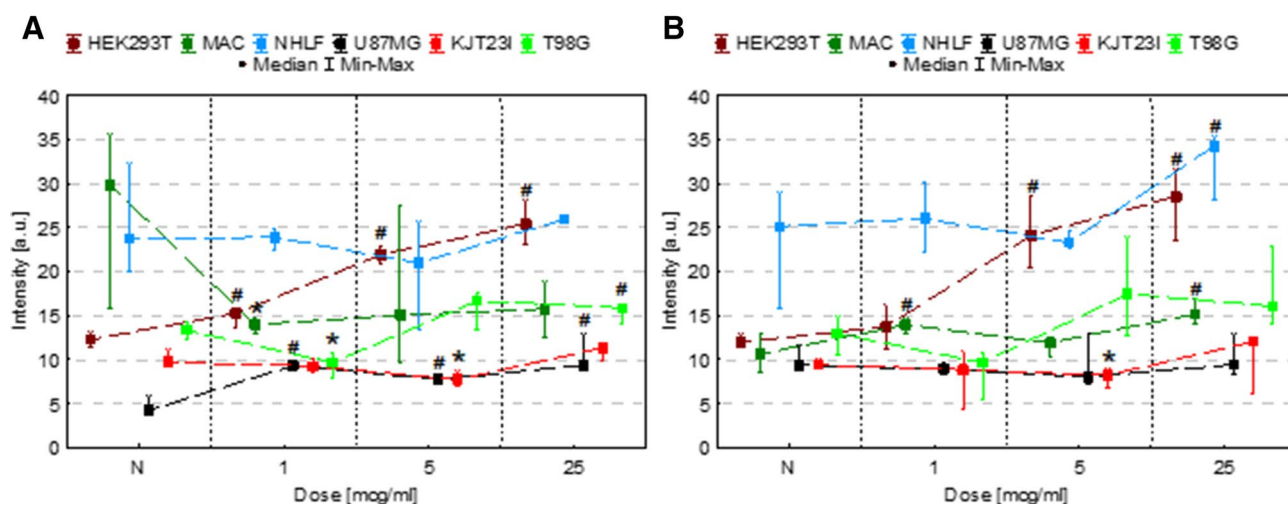 A
HEK293T MAC NHLF U87MG KJT23I T98G
Median Min-Max
40
35
30
25
20
15
10
5
0
Intensity [a.u.]
# * # * # # * # # #
N 1 5 25
Dose [mog/ml]
B
HEK293T MAC NHLF U87MG KJT23I T98G
Median Min-Max
40
35
30
25
20
15
10
5
0
Intensity [a.u.]
# # * # # #
N 1 5 25
Dose [mog/ml]